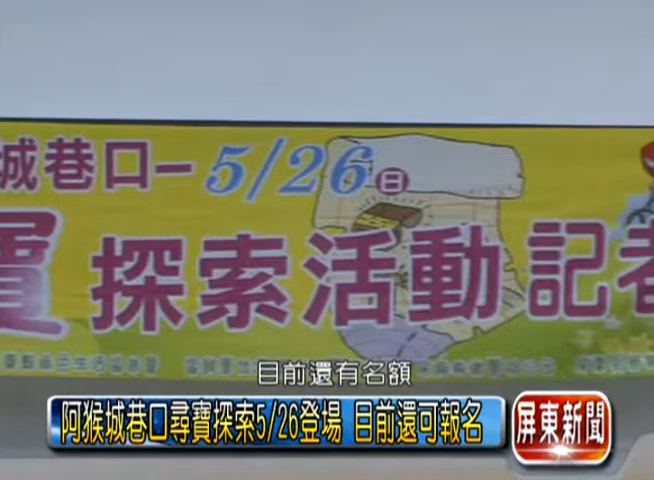 城巷口－5/26日
寶 探索活動 記者
目前還有名額
阿猴城巷口尋寶探索5/26登場 目前還可報名
屏東新聞